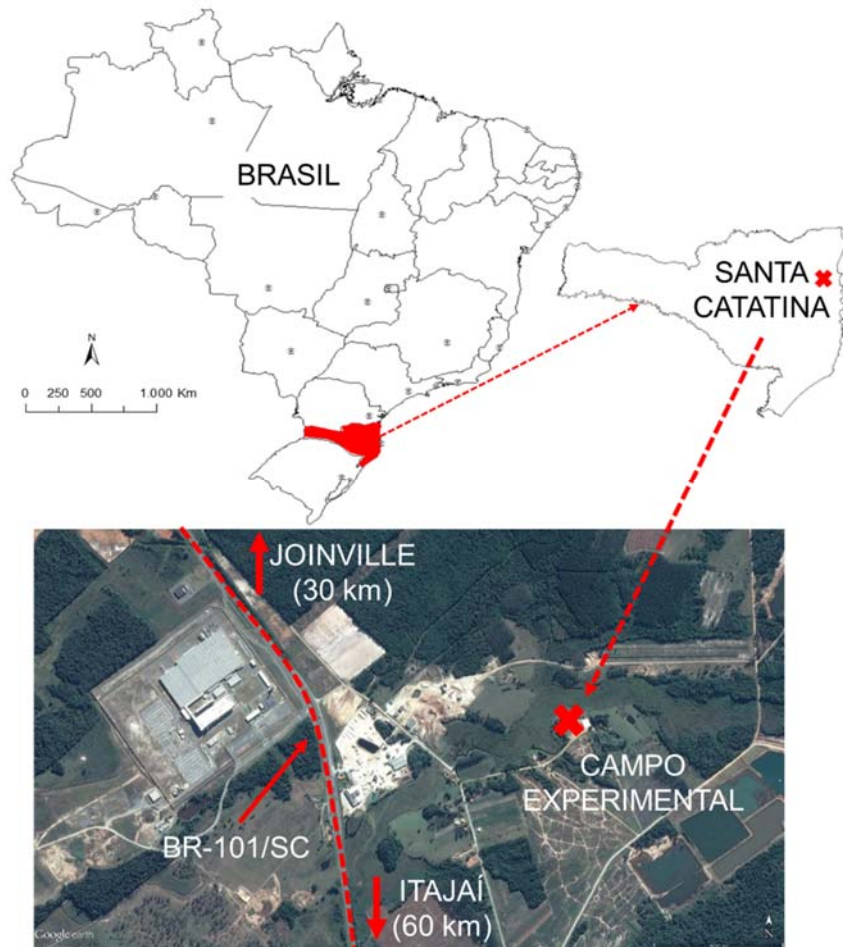 BRASIL
SANTA
CATATINA
N
0 250 500 1.000 Km
JOINVILLE
(30 km)
CAMPO
EXPERIMENTAL
BR-101/SC
ITAJAÍ
(60 km)
Google earth
N